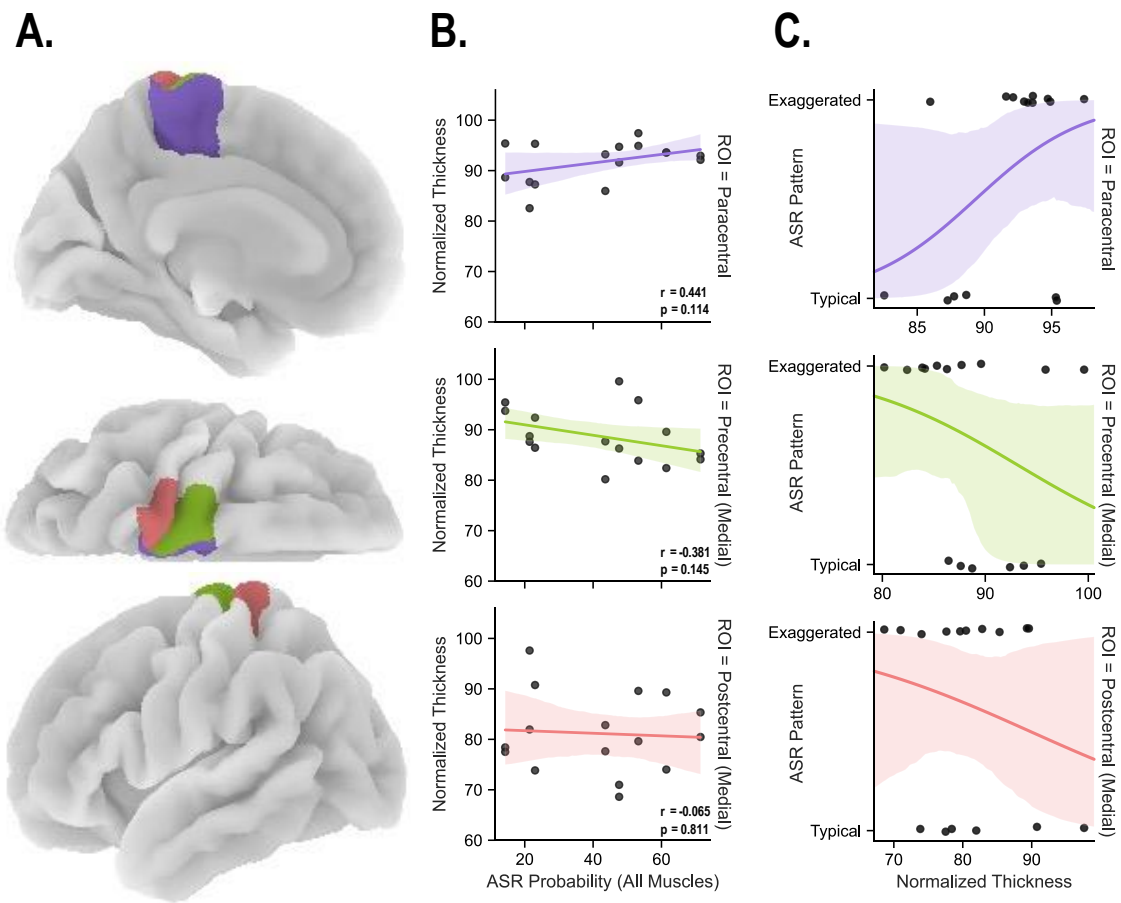 A.
B.
C.
Normalized Thickness
100
90
80
70
60
r = 0.441
p = 0.114
ROI = Paracentral
ASR Pattern
Exaggerated
Typical
85
90
95
ROI = Paracentral
Normalized Thickness
100
90
80
70
60
r = -0.381
p = 0.145
ROI = Precentral (Medial)
ASR Pattern
Exaggerated
Typical
80
90
100
ROI = Precentral (Medial)
Normalized Thickness
100
90
80
70
60
r = -0.065
p = 0.811
ROI = Postcentral (Medial)
20
40
60
ASR Probability (All Muscles)
ASR Pattern
Exaggerated
Typical
70
80
90
Normalized Thickness
ROI = Postcentral (Medial)